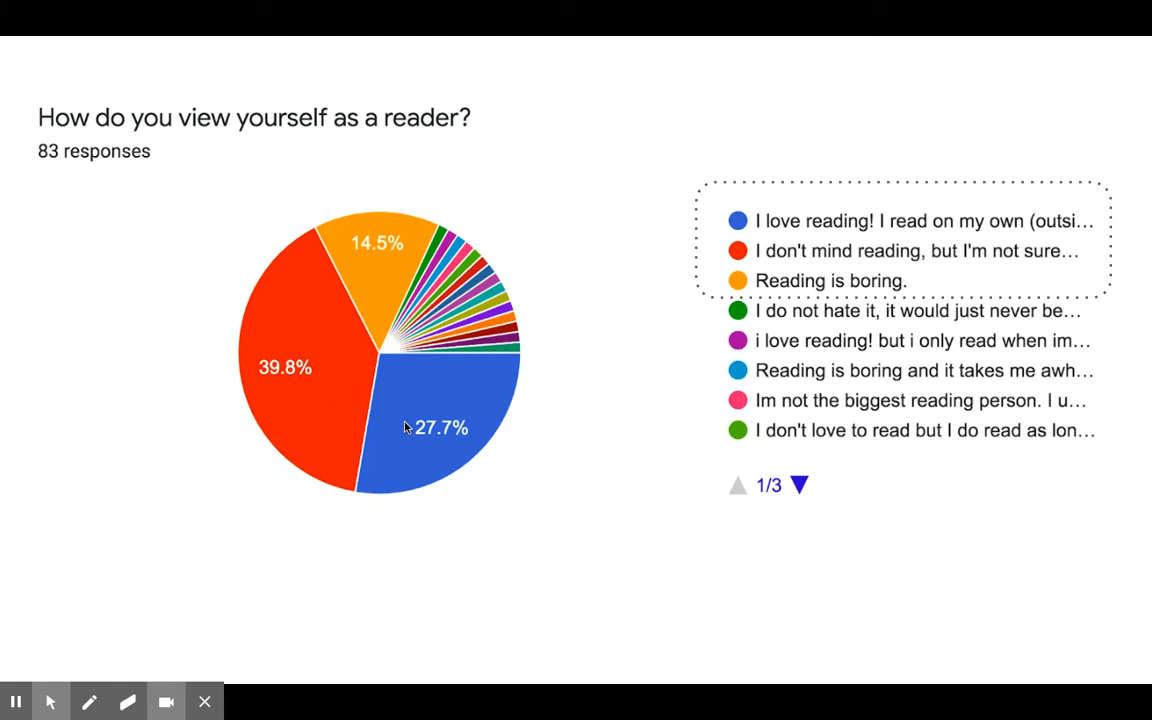 How do you view yourself as a reader?
83 responses
14.5%
39.8%
27.7%
I love reading! I read on my own (outsi...
I don't mind reading, but I'm not sure...
Reading is boring.
I do not hate it, it would just never be...
i love reading! but i only read when im...
Reading is boring and it takes me awh...
Im not the biggest reading person. I u...
I don't love to read but I do read as lon...
1/3